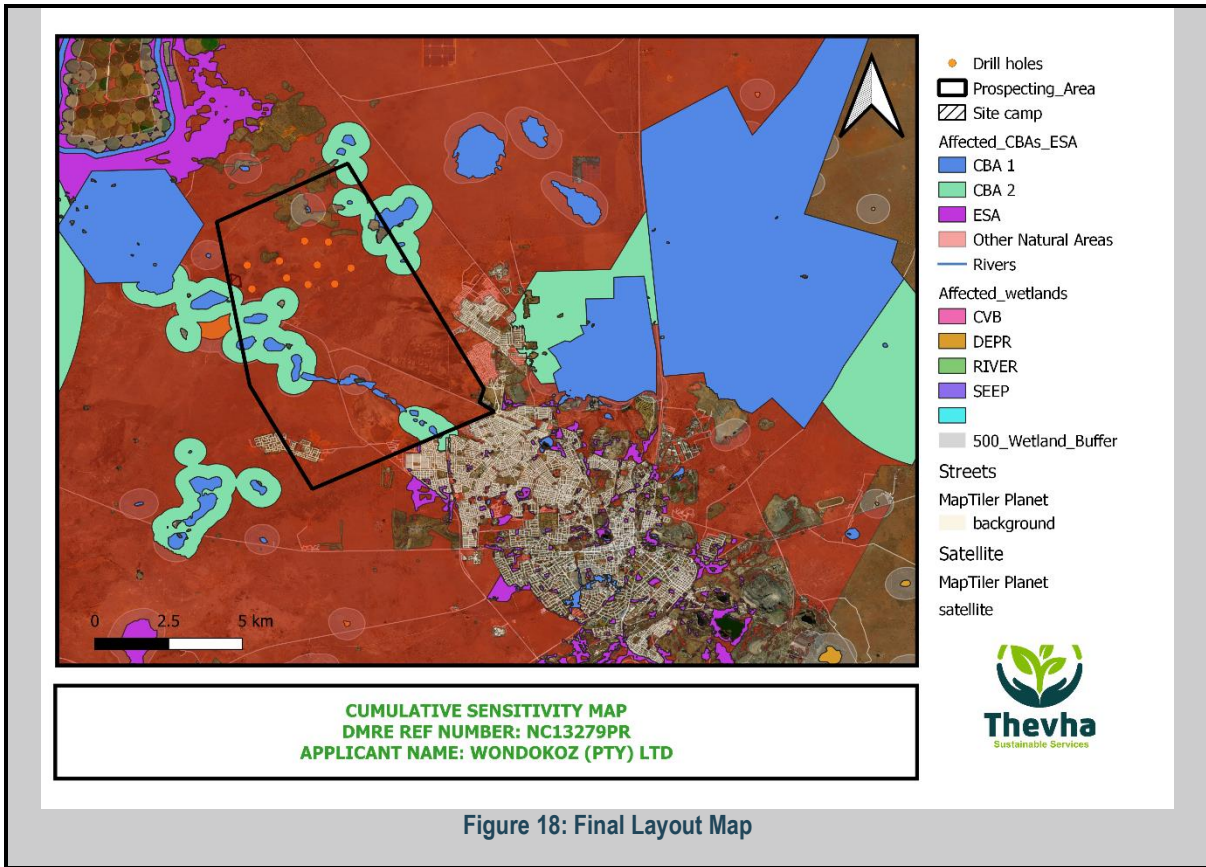 Drill holes
Prospecting_Area
Site camp
Affected_CBAs_ESA
CBA 1
CBA 2
ESA
Other Natural Areas
Rivers
Affected_wetlands
CVB
DEPR
RIVER
SEEP
500_Wetland_Buffer
Streets
MapTiler Planet
background
Satellite
MapTiler Planet
satellite
0 2.5 5 km
Thevha
Sustainable Services
CUMULATIVE SENSITIVITY MAP
DMRE REF NUMBER: NC13279PR
APPLICANT NAME: WONDOKOZ (PTY) LTD
Figure 18: Final Layout Map